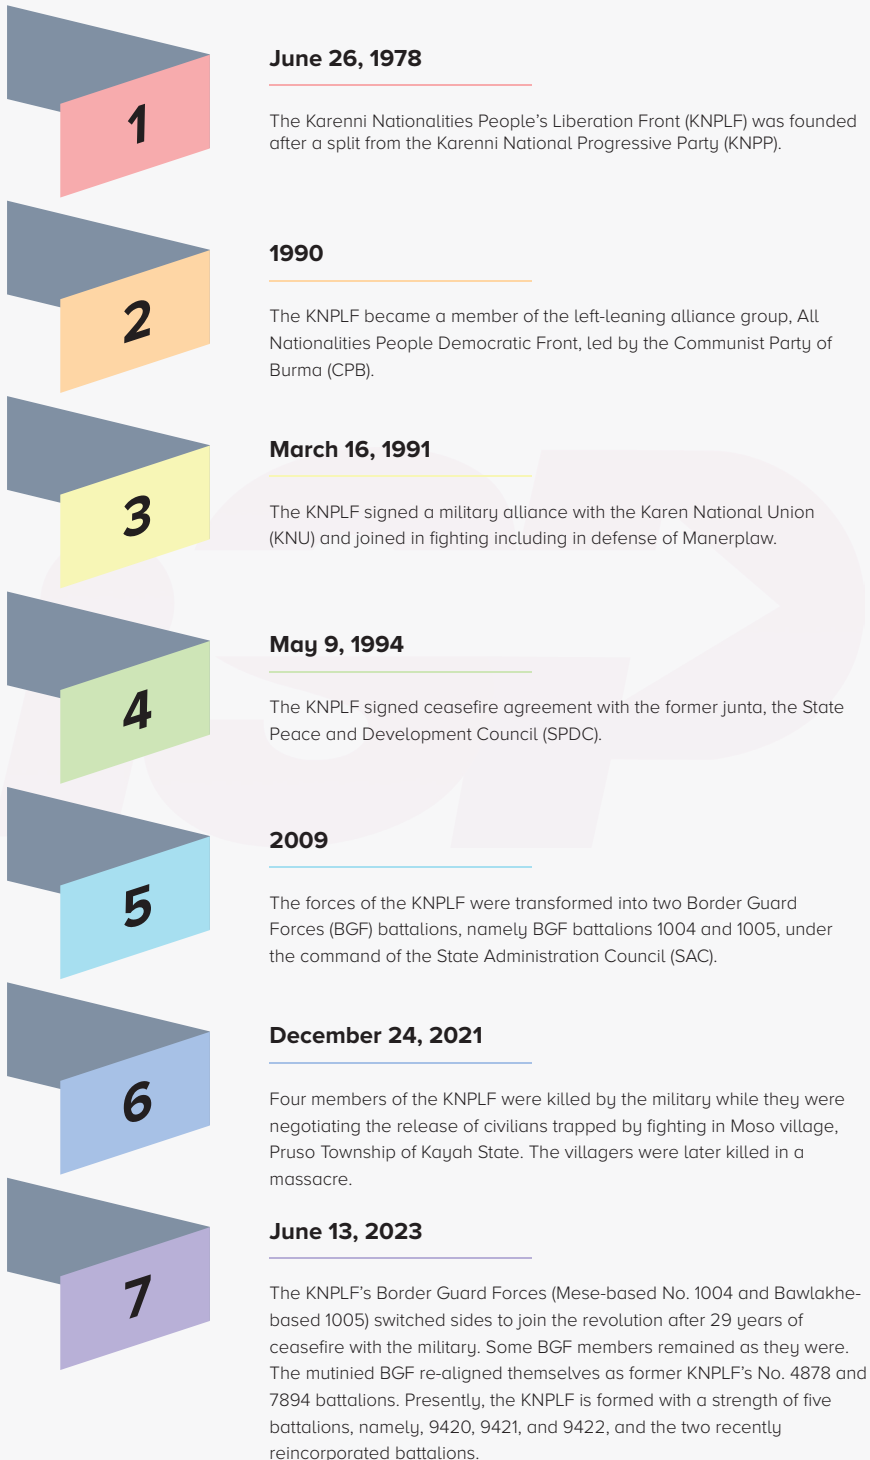 1
June 26, 1978
The Karenni Nationalities People’s Liberation Front (KNPLF) was founded
after a split from the Karenni National Progressive Party (KNPP).
2
1990
The KNPLF became a member of the left-leaning alliance group, All
Nationalities People Democratic Front, led by the Communist Party of
Burma (CPB).
3
March 16, 1991
The KNPLF signed a military alliance with the Karen National Union
(KNU) and joined in fighting including in defense of Manerplaw.
4
May 9, 1994
The KNPLF signed ceasefire agreement with the former junta, the State
Peace and Development Council (SPDC).
5
2009
The forces of the KNPLF were transformed into two Border Guard
Forces (BGF) battalions, namely BGF battalions 1004 and 1005, under
the command of the State Administration Council (SAC).
6
December 24, 2021
Four members of the KNPLF were killed by the military while they were
negotiating the release of civilians trapped by fighting in Moso village,
Pruso Township of Kayah State. The villagers were later killed in a
massacre.
7
June 13, 2023
The KNPLF’s Border Guard Forces (Mese-based No. 1004 and Bawlakhe-
based 1005) switched sides to join the revolution after 29 years of
ceasefire with the military. Some BGF members remained as they were.
The mutinied BGF re-aligned themselves as former KNPLF’s No. 4878 and
7894 battalions. Presently, the KNPLF is formed with a strength of five
battalions, namely, 9420, 9421, and 9422, and the two recently
reincorporated battalions.